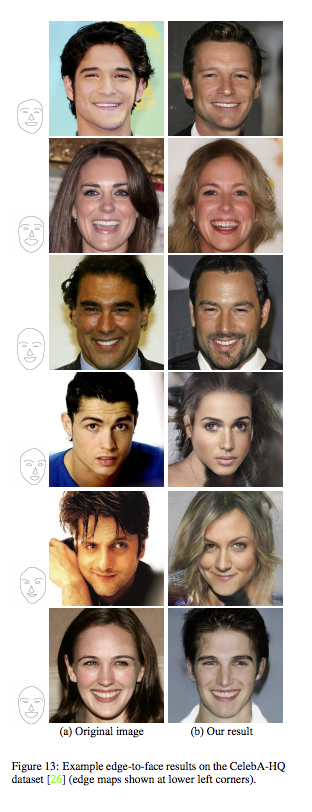 (a) Original image
(b) Our result
Figure 13: Example edge-to-face results on the CelebA-HQ
dataset [26] (edge maps shown at lower left corners).